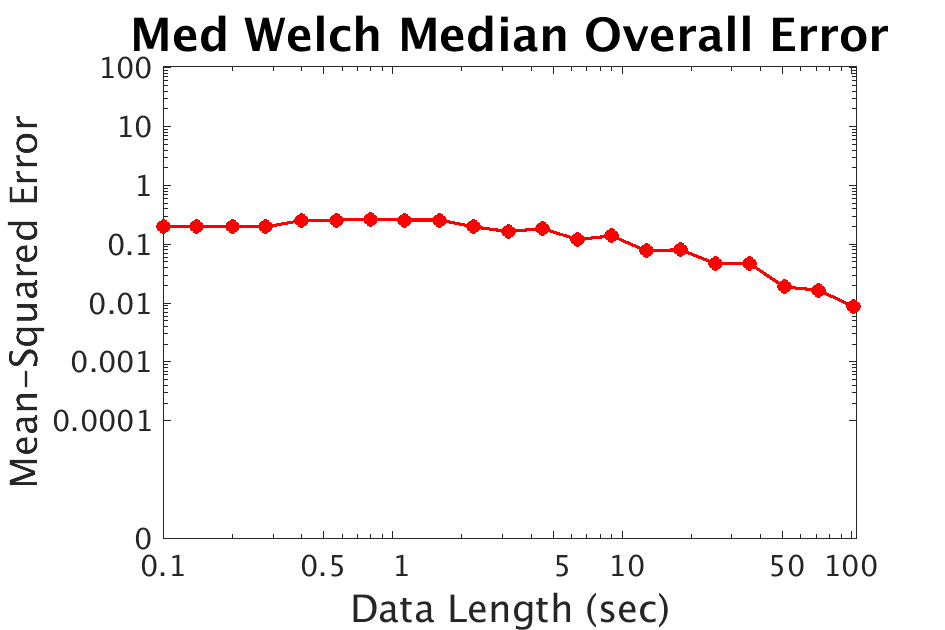 Med Welch Median Overall Error
Mean-Squared Error
100
10
1
0.1
0.01
0.001
0.0001
0
0.1 0.5 1 5 10 50 100
Data Length (sec)